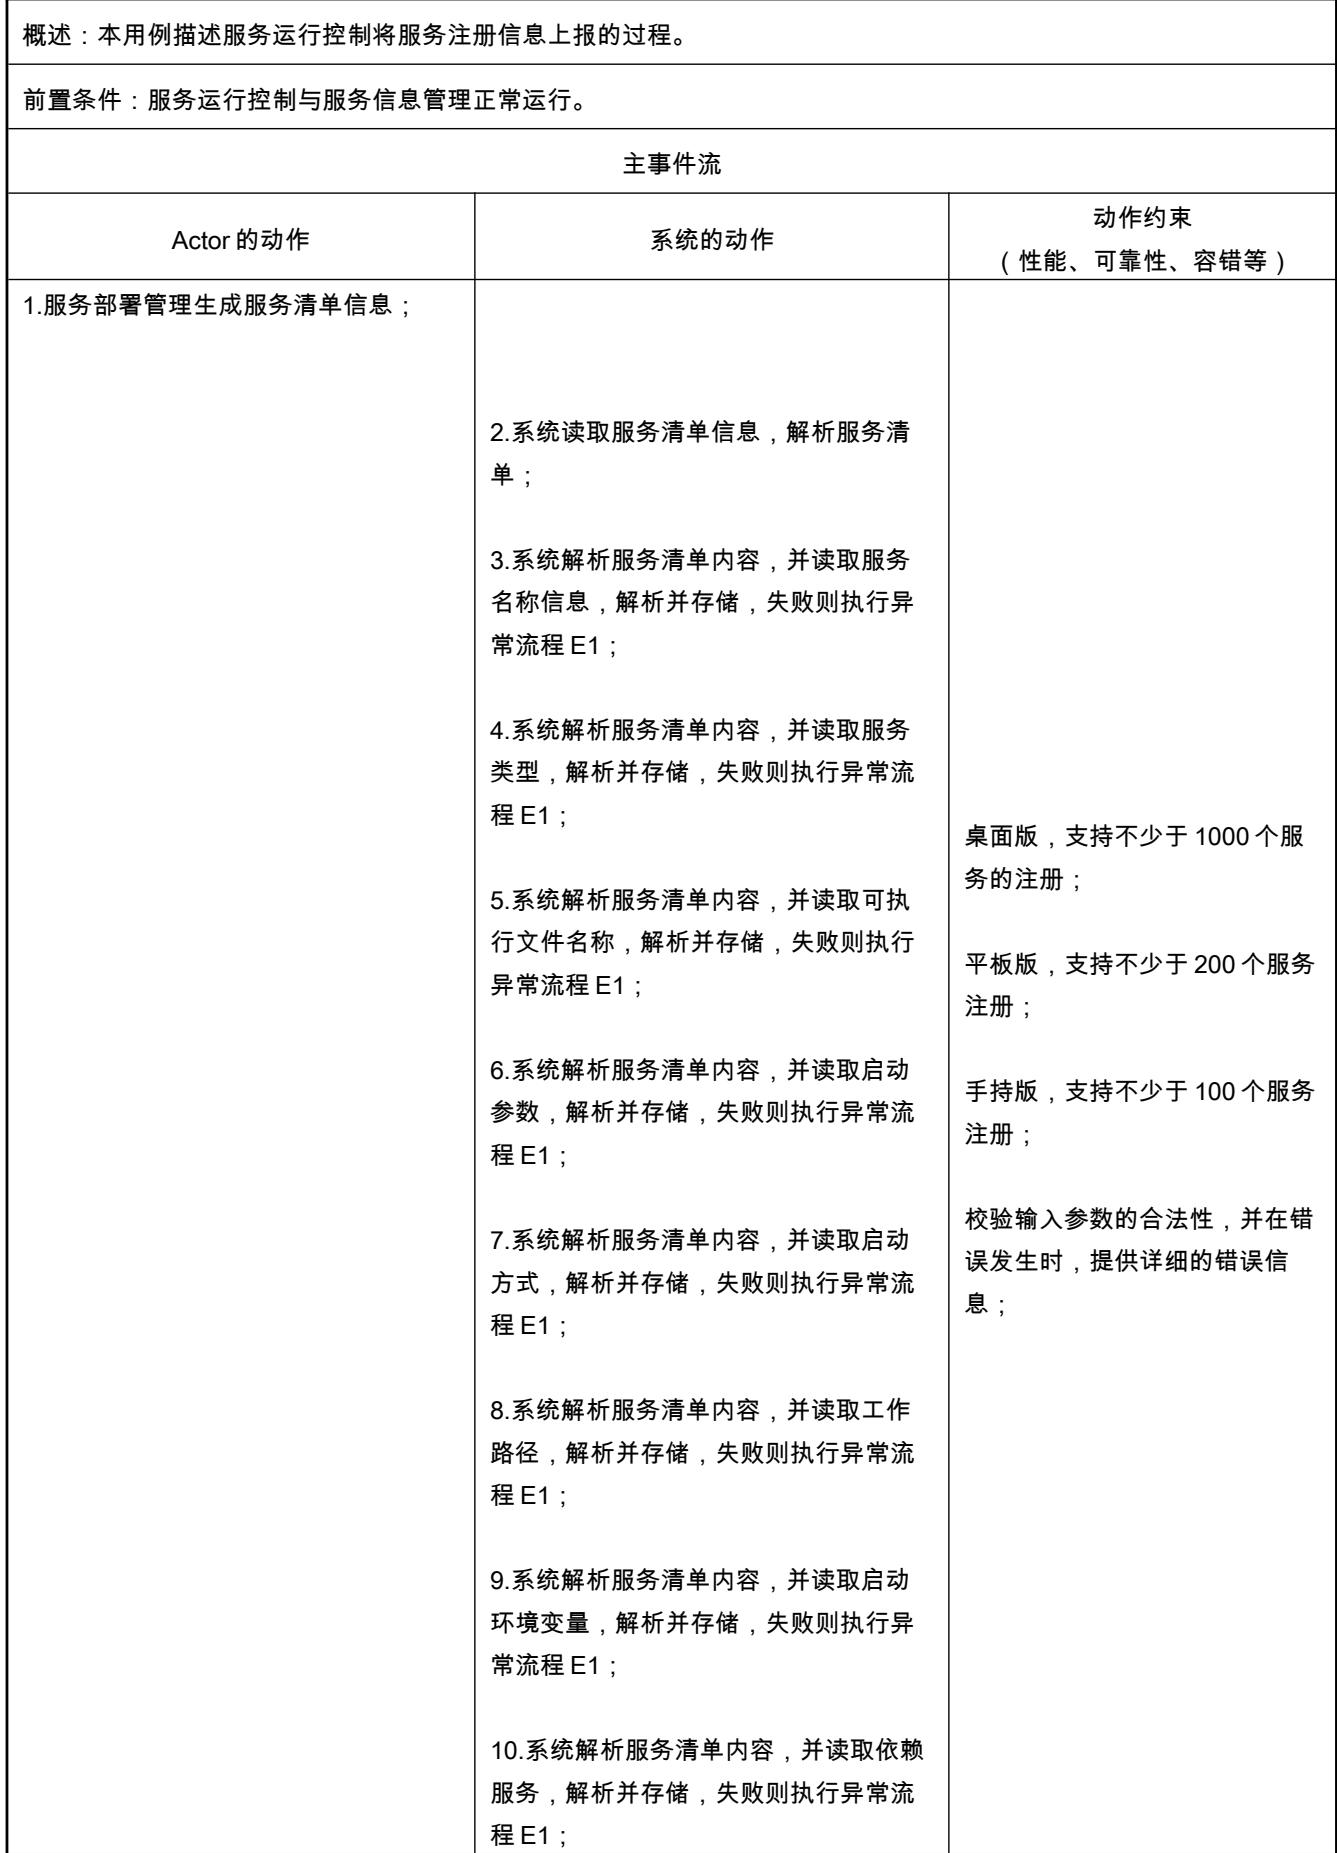 概述：本用例描述服务运行控制将服务注册信息上报的过程。
前置条件：服务运行控制与服务信息管理正常运行。
主事件流
Actor 的动作
系统的动作
动作约束
（性能、可靠性、容错等）
1.服务部署管理生成服务清单信息；
2.系统读取服务清单信息，解析服务清
单；
3.系统解析服务清单内容，并读取服务
名称信息，解析并存储，失败则执行异
常流程 E1；
4.系统解析服务清单内容，并读取服务
类型，解析并存储，失败则执行异常流
程 E1；
5.系统解析服务清单内容，并读取可执
行文件名称，解析并存储，失败则执行
异常流程 E1；
6.系统解析服务清单内容，并读取启动
参数，解析并存储，失败则执行异常流
程 E1；
7.系统解析服务清单内容，并读取启动
方式，解析并存储，失败则执行异常流
程 E1；
8.系统解析服务清单内容，并读取工作
路径，解析并存储，失败则执行异常流
程 E1；
9.系统解析服务清单内容，并读取启动
环境变量，解析并存储，失败则执行异
常流程 E1；
10.系统解析服务清单内容，并读取依赖
服务，解析并存储，失败则执行异常流
程 E1；
桌面版，支持不少于 1000 个服
务的注册；
平板版，支持不少于 200 个服务
注册；
手持版，支持不少于 100 个服务
注册；
校验输入参数的合法性，并在错
误发生时，提供详细的错误信
息；